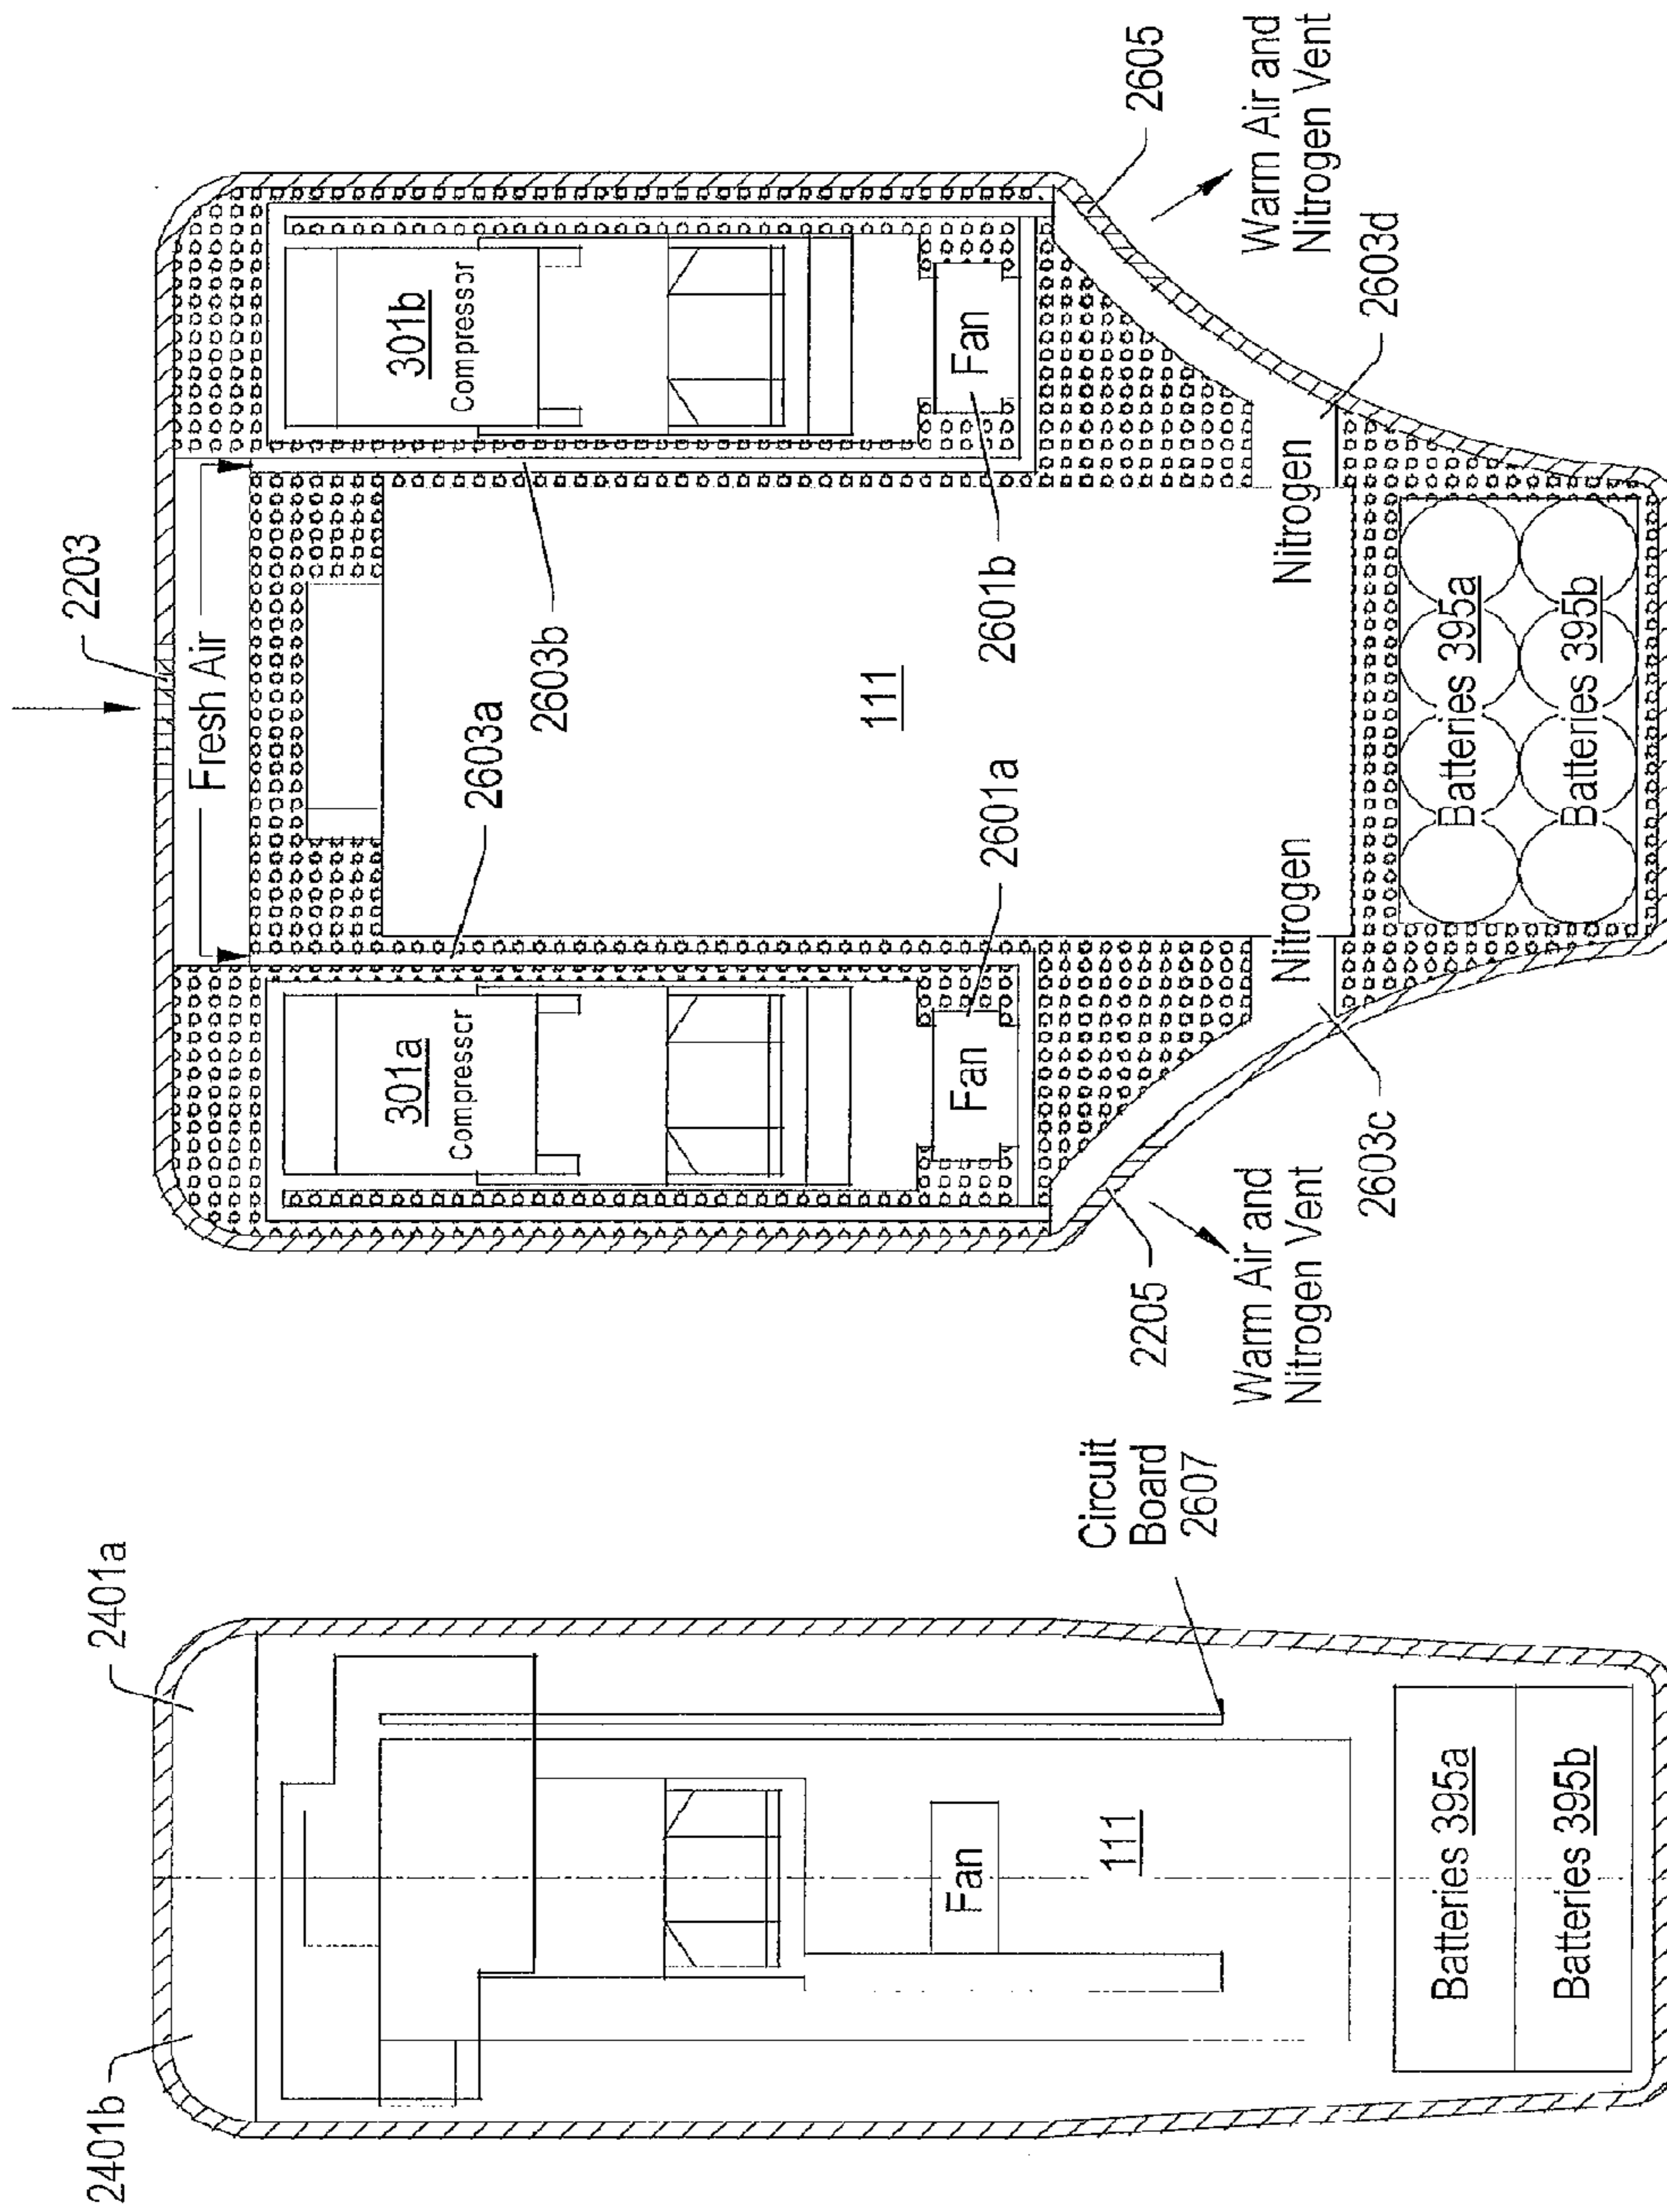 2401b
2401a
Fan
111
Batteries 395a
Batteries 395b
Circuit
Board
2607
2203
Fresh Air
301a
Compressor
Fan
2205
Warm Air and
Nitrogen Vent
2603a
2601a
2603c
Nitrogen
111
2603b
2601b
Nitrogen
Batteries 395a
Batteries 395b
301b
Compressor
Fan
2603d
2605
Warm Air and
Nitrogen Vent